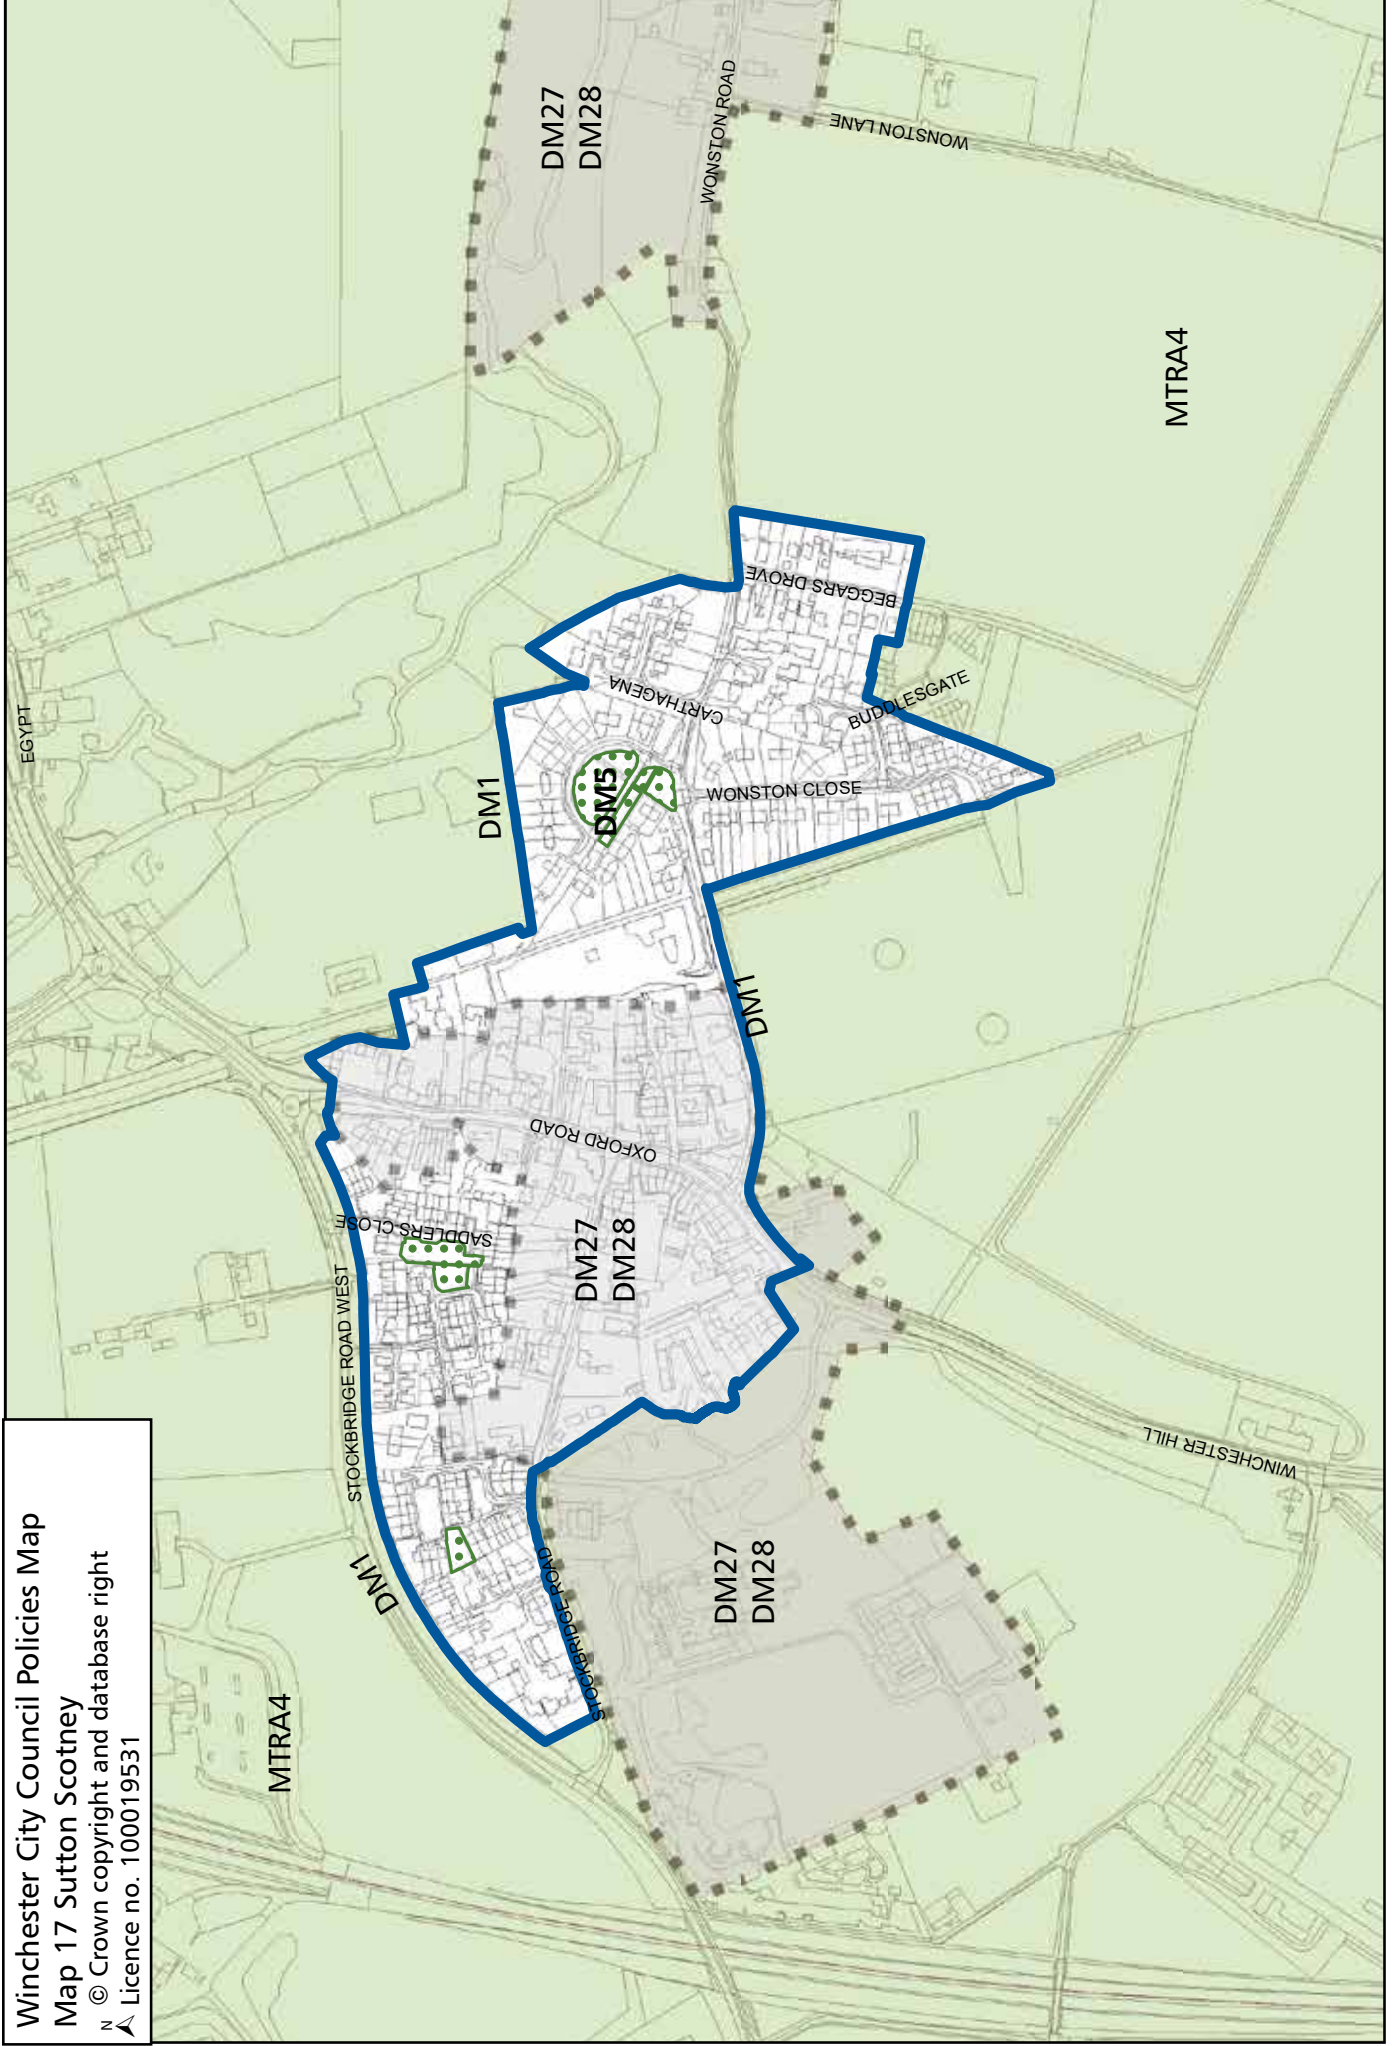 Winchester City Council Policies Map
Map 17 Sutton Scotney
© Crown copyright and database right
N
Licence no. 100019531
MTRA4
DM1
STOCKBRIDGE ROAD WEST
STOCKBRIDGE ROAD
SADDLERS CLOSE
DM27
DM28
DM27
DM28
OXFORD ROAD
WINCHESTER HILL
DM1
EGYPT
DM1
DM5
CARTHAGENA
WONSTON CLOSE
BUDDLESGATE
BEGGARS DROVE
MTRA4
DM27
DM28
WONSTON ROAD
WONSTON LANE